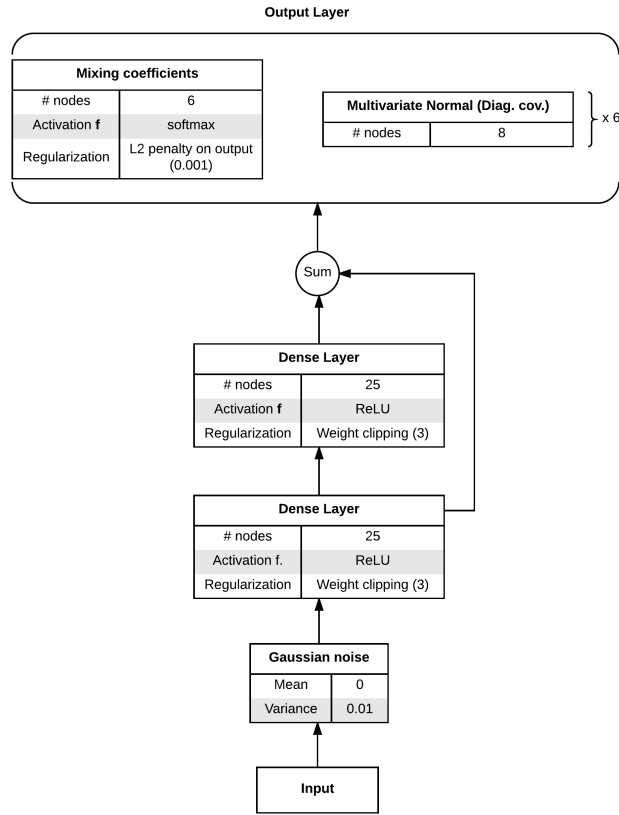 Output Layer
Mixing coefficients
# nodes 6
Activation f softmax
Regularization L2 penalty on output
(0.001)
Multivariate Normal (Diag. cov.)
# nodes 8
x 6
Sum
Dense Layer
# nodes 25
Activation f ReLU
Regularization Weight clipping (3)
Dense Layer
# nodes 25
Activation f. ReLU
Regularization Weight clipping (3)
Gaussian noise
Mean 0
Variance 0.01
Input